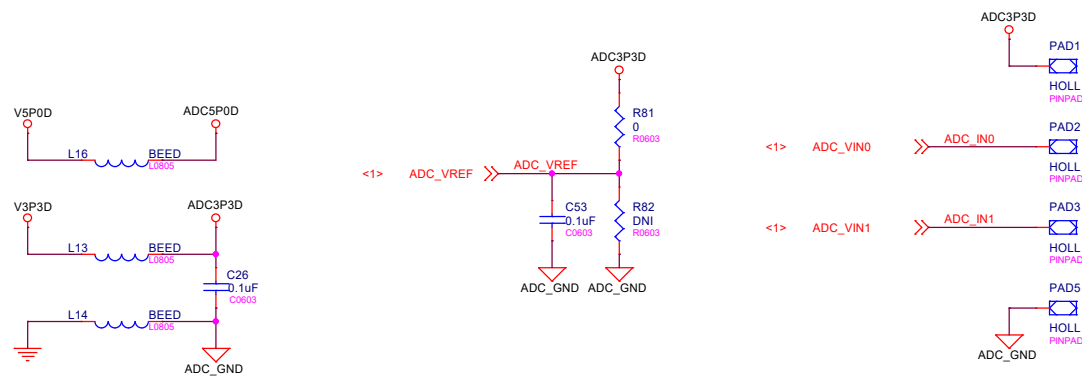 V5P0D
ADC5P0D
L16
BEED
L0805
V3P3D
ADC3P3D
L13
BEED
L0805
C26
0.1uF
C0603
L14
BEED
L0805
ADC_GND
ADC3P3D
R81
0
R0603
<1>
ADC_VREF
ADC_VREF
C53
0.1uF
C0603
R82
DNI
R0603
ADC_GND
ADC_GND
ADC3P3D
PAD1
HOLL
PINPAD
<1>
ADC_VIN0
ADC_IN0
PAD2
HOLL
PINPAD
<1>
ADC_VIN1
ADC_IN1
PAD3
HOLL
PINPAD
PAD5
HOLL
PINPAD
ADC_GND